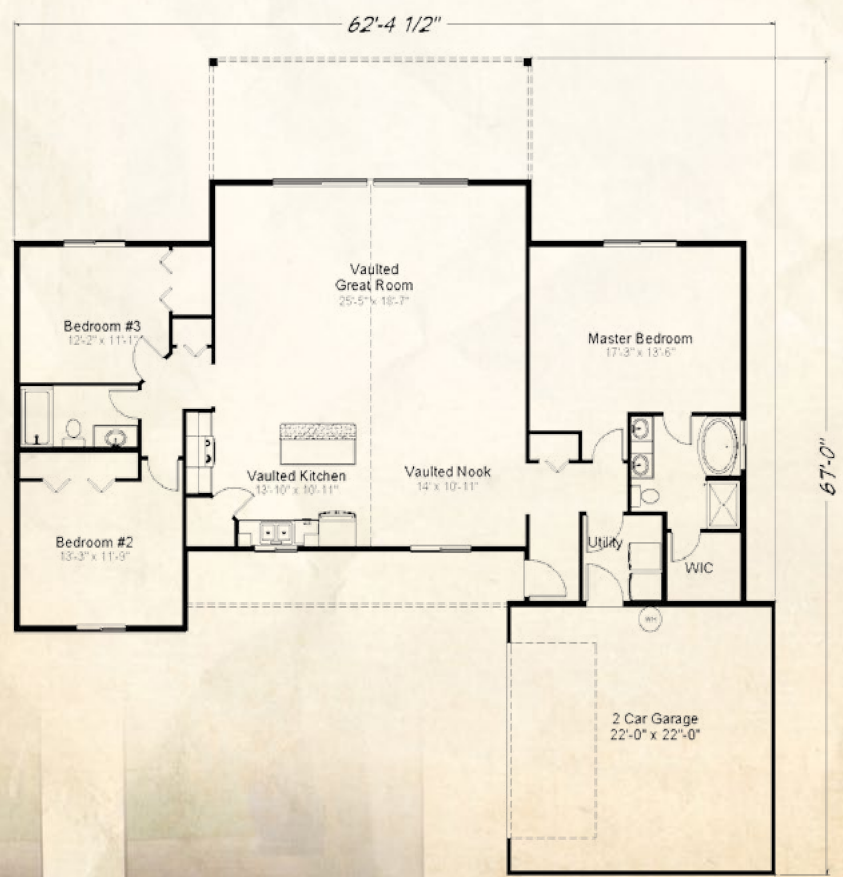 62'-4 1/2"
67'-0"
Vaulted
Great Room
25'-5" x 18'-7"
Bedroom #3
12'-2" x 11'-1"
Master Bedroom
17'-3" x 13'-6"
Vaulted Kitchen
13'-10" x 10'-11"
Vaulted Nook
14' x 10'-11"
Bedroom #2
13'-3" x 11'-9"
Utility
WIC
WH
2 Car Garage
22'-0" x 22"-0"